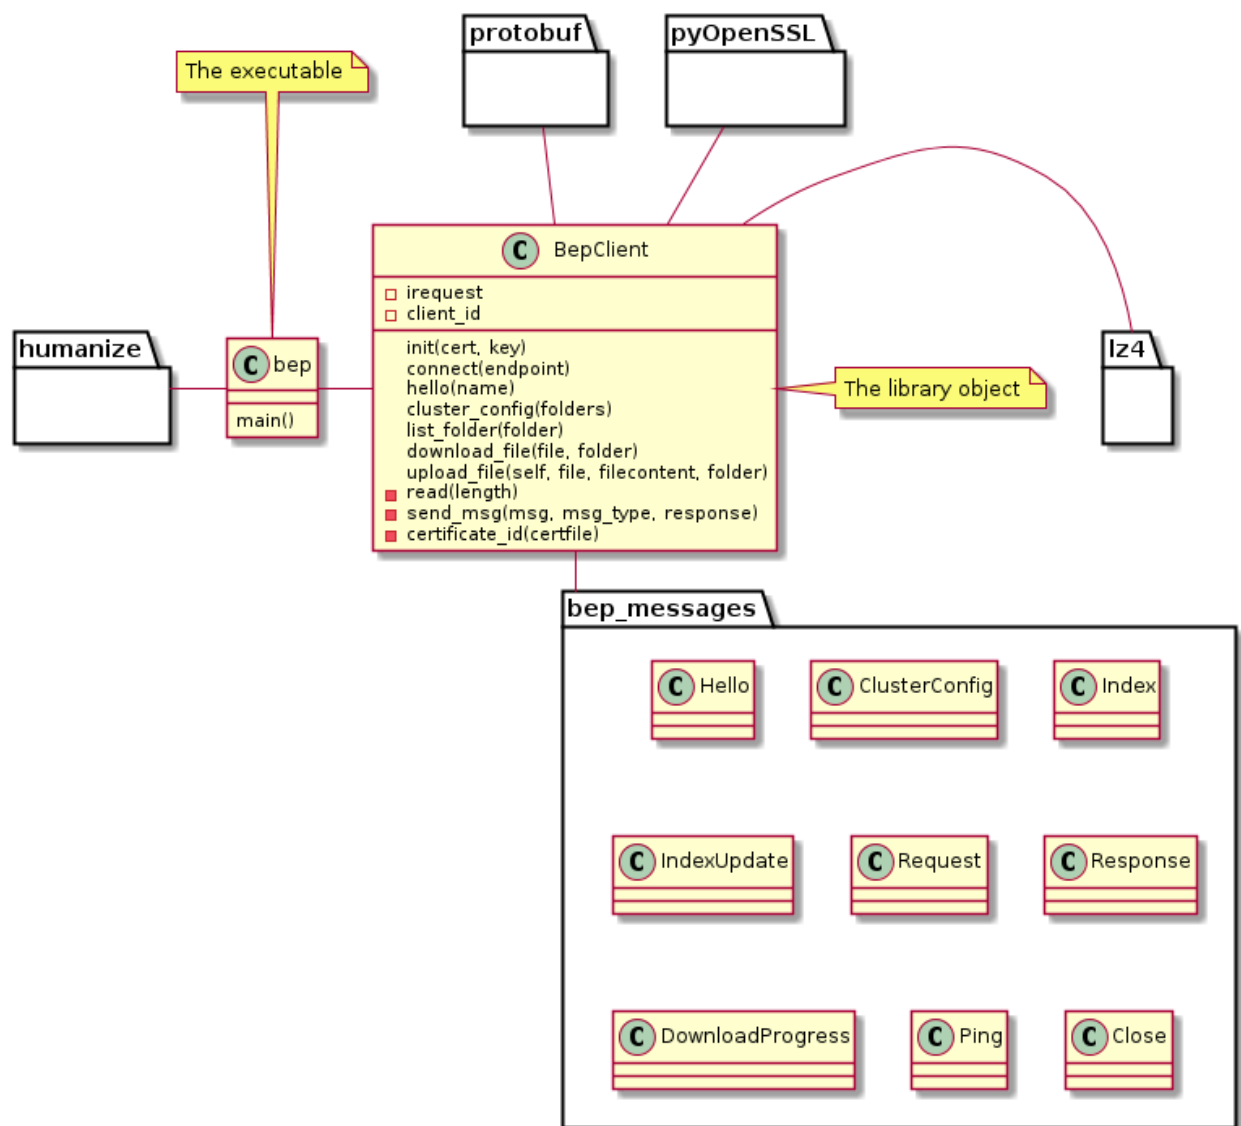 protobuf
pyOpenSSL
The executable
C BepClient
irequest
client_id
init(cert, key)
connect(endpoint)
hello(name)
cluster_config(folders)
list_folder(folder)
download_file(file, folder)
upload_file(self, file, filecontent, folder)
read(length)
send_msg(msg, msg_type, response)
certificate_id(certfile)
humanize
C bep
main()
The library object
lz4
bep_messages
C Hello
C ClusterConfig
C Index
C IndexUpdate
C Request
C Response
C DownloadProgress
C Ping
C Close